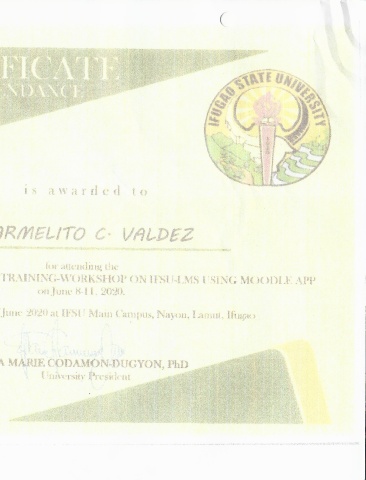 FICATE
NDANCE
IFUGAO STATE UNIVERSITY
is awarded to
ARMELITO C. VALDEZ
for attending the
TRAINING-WORKSHOP ON IFSU-LMS USING MOODLE APP
on June 8-11, 2020.
June 2020 at IFSU Main Campus, Nayon, Lamut, Ifugao
A MARIE CODAMON-DUGYON, PhD
University President